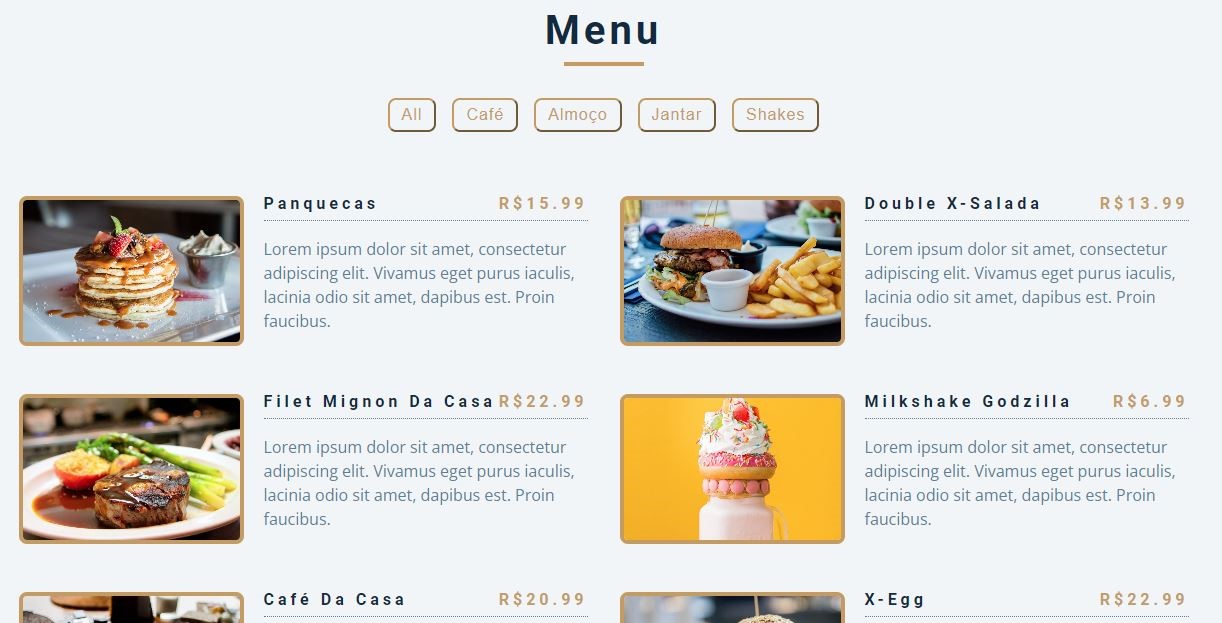 Menu
All Café Almoço Jantar Shakes
Panquecas R$15.99
Lorem ipsum dolor sit amet, consectetur
adipiscing elit. Vivamus eget purus iaculis,
lacinia odio sit amet, dapibus est. Proin
faucibus.
Double X-Salada R$13.99
Lorem ipsum dolor sit amet, consectetur
adipiscing elit. Vivamus eget purus iaculis,
lacinia odio sit amet, dapibus est. Proin
faucibus.
Filet Mignon Da Casa R$22.99
Lorem ipsum dolor sit amet, consectetur
adipiscing elit. Vivamus eget purus iaculis,
lacinia odio sit amet, dapibus est. Proin
faucibus.
Milkshake Godzilla R$6.99
Lorem ipsum dolor sit amet, consectetur
adipiscing elit. Vivamus eget purus iaculis,
lacinia odio sit amet, dapibus est. Proin
faucibus.
Café Da Casa R$20.99
X-Egg R$22.99